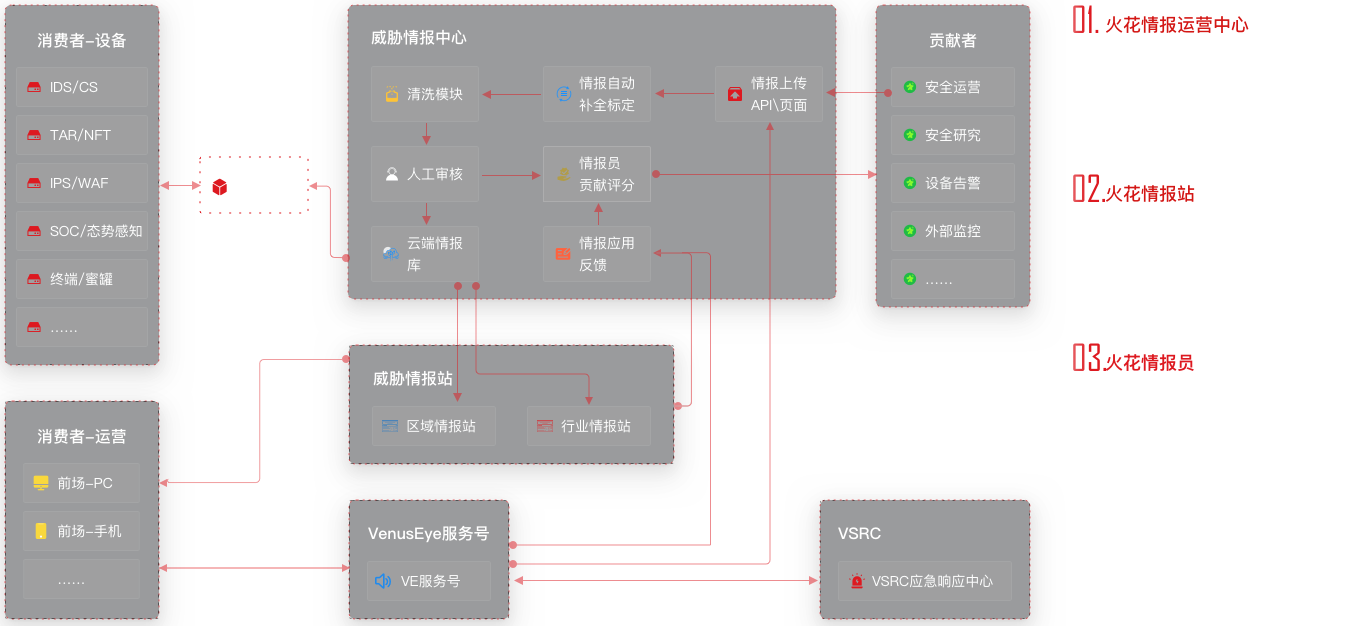 消费者-设备
IDS/CS
TAR/NFT
IPS/WAF
SOC/态势感知
终端/蜜罐
......
消费者-运营
前场-PC
前场-手机
......
威胁情报中心
清洗模块
情报自动
补全标定
情报上传
API\页面
人工审核
情报员
贡献评分
云端情报
库
情报应用
反馈
威胁情报站
区域情报站
行业情报站
VenusEye服务号
VE服务号
VSRC
VSRC应急响应中心
贡献者
安全运营
安全研究
设备告警
外部监控
......
01. 火花情报运营中心
02.火花情报站
03.火花情报员